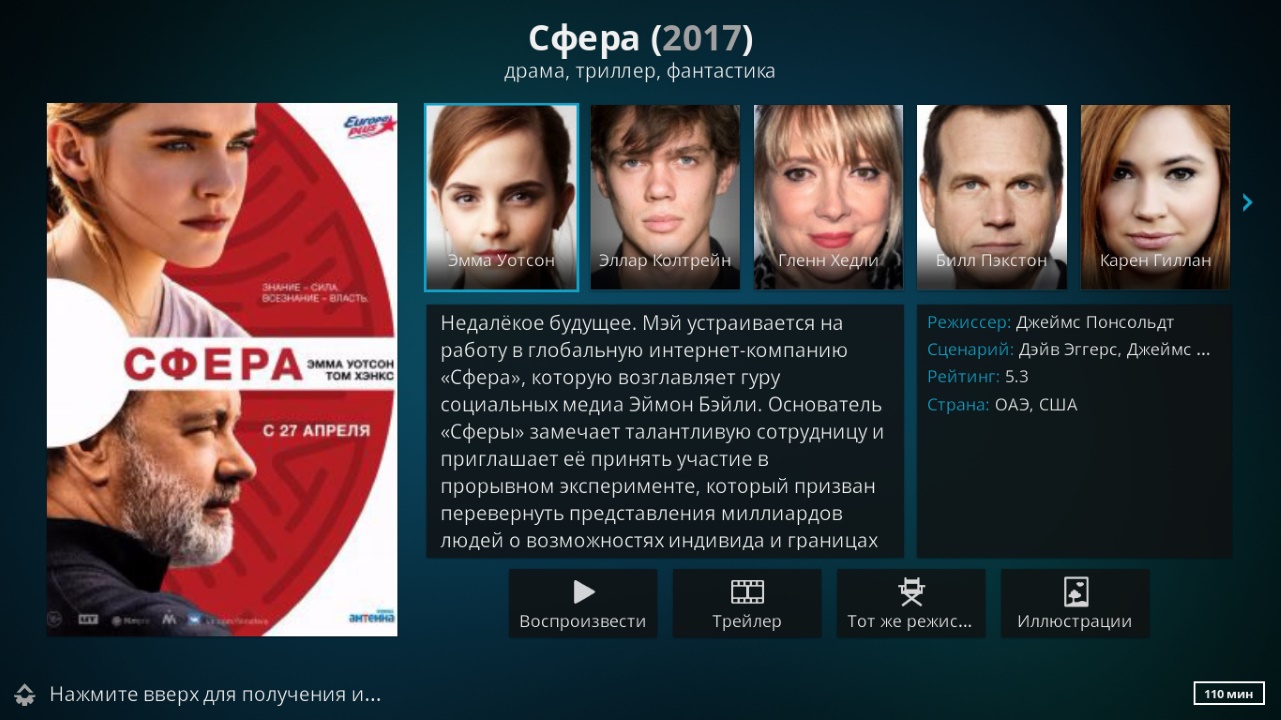 Сфера (2017)
драма, триллер, фантастика
Europa
PLUS
ЗНАНИЕ – СИЛА.
ВСЕЗНАНИЕ – ВЛАСТЬ.
СФЕРА
ЭММА УОТСОН
ТОМ ХЭНКС
С 27 АПРЕЛЯ
антенна
Эмма Уотсон
Эллар Колтрейн
Гленн Хедли
Билл Пэкстон
Карен Гиллан
Недалёкое будущее. Мэй устраивается на
работу в глобальную интернет-компанию
«Сфера», которую возглавляет гуру
социальных медиа Эймон Бэйли. Основатель
«Сферы» замечает талантливую сотрудницу и
приглашает её принять участие в
прорывном эксперименте, который призван
перевернуть представления миллиардов
людей о возможностях индивида и границах
Режиссер: Джеймс Понсольдт
Сценарий: Дэйв Эггерс, Джеймс ...
Рейтинг: 5.3
Страна: ОАЭ, США
Воспроизвести
Трейлер
Тот же режис...
Иллюстрации
Нажмите вверх для получения и...
110 мин